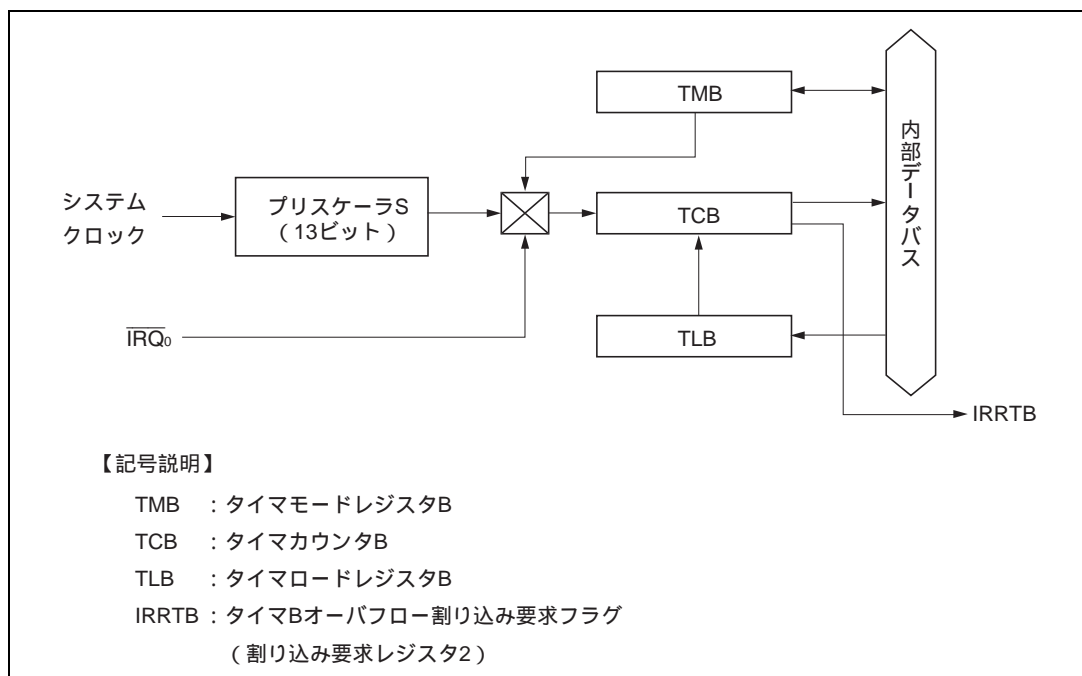 TMB
システム
クロック
プリスケーラS
（13ビット）
TCB
内部データバス
IRQ0
TLB
IRRTB
【記号説明】
TMB ：タイマモードレジスタB
TCB ：タイマカウンタB
TLB ：タイマロードレジスタB
IRRTB ：タイマBオーバフロー割り込み要求フラグ
（割り込み要求レジスタ2）